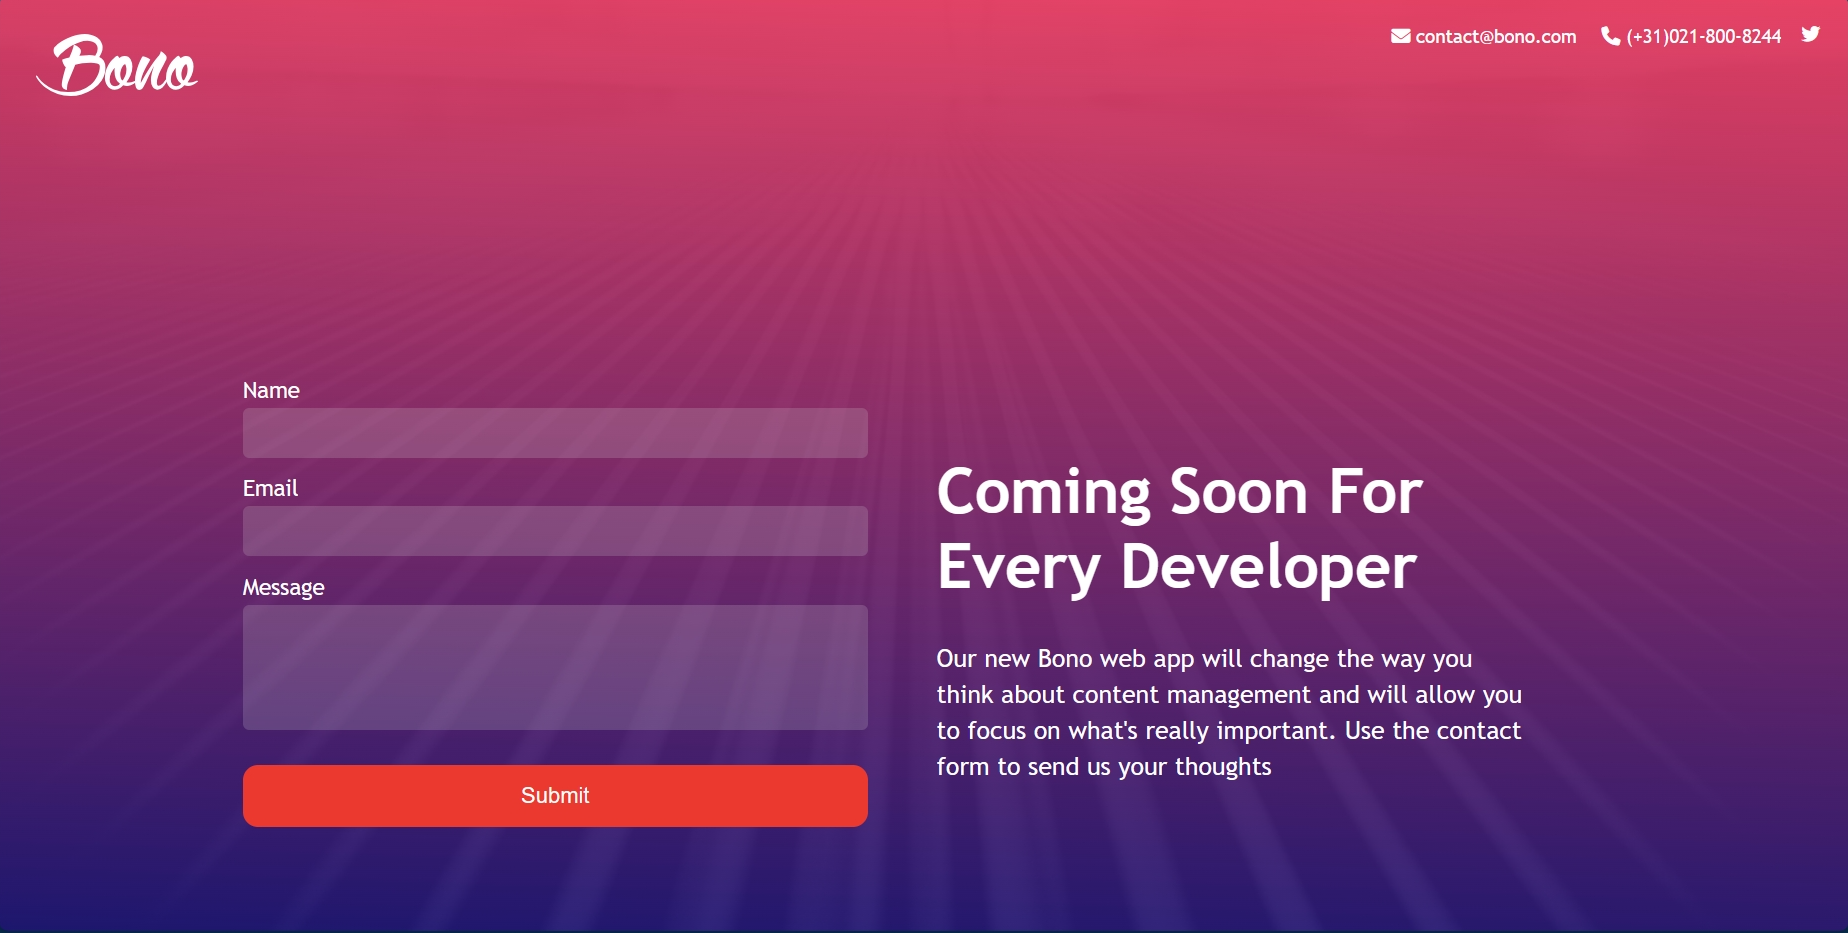 Bono
contact@bono.com
(+31)021-800-8244
Name
Email
Message
Submit
Coming Soon For
Every Developer
Our new Bono web app will change the way you
think about content management and will allow you
to focus on what's really important. Use the contact
form to send us your thoughts